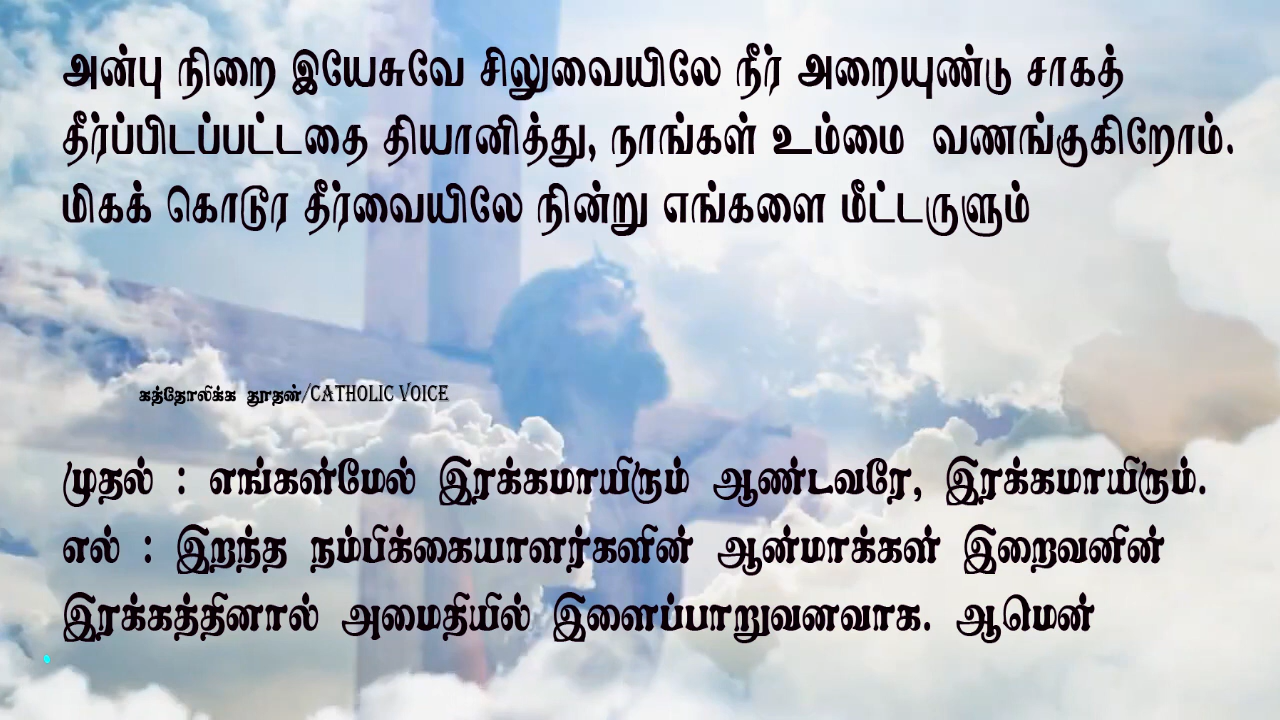 அன்பு நிறை இயேசுவே சிலுவையிலே நீர் அறையுண்டு சாகத்
தீர்ப்பிடப்பட்டதை தியானித்து, நாங்கள் உம்மை வணங்குகிறோம்.
மிகக் கொடூர தீர்வையிலே நின்று எங்களை மீட்டருளும்
கத்தோலிக்க தூதன்/CATHOLIC VOICE
முதல் : எங்கள்மேல் இரக்கமாயிரும் ஆண்டவரே, இரக்கமாயிரும்.
எல் : இறந்த நம்பிக்கையாளர்களின் ஆன்மாக்கள் இறைவனின்
இரக்கத்தினால் அமைதியில் இளைப்பாறுவனவாக. ஆமென்